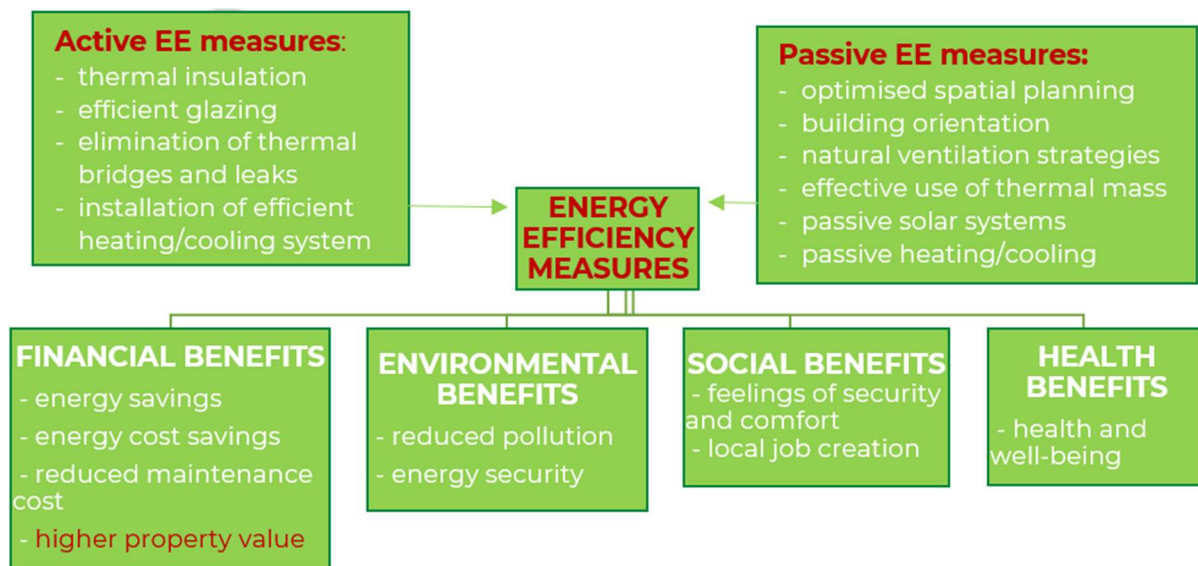 Active EE measures:
- thermal insulation
- efficient glazing
- elimination of thermal
bridges and leaks
- installation of efficient
heating/cooling system
Passive EE measures:
- optimised spatial planning
- building orientation
- natural ventilation strategies
- effective use of thermal mass
- passive solar systems
- passive heating/cooling
ENERGY
EFFICIENCY
MEASURES
FINANCIAL BENEFITS
- energy savings
- energy cost savings
- reduced maintenance
cost
- higher property value
ENVIRONMENTAL
BENEFITS
- reduced pollution
- energy security
SOCIAL BENEFITS
- feelings of security
and comfort
- local job creation
HEALTH
BENEFITS
- health and
well-being